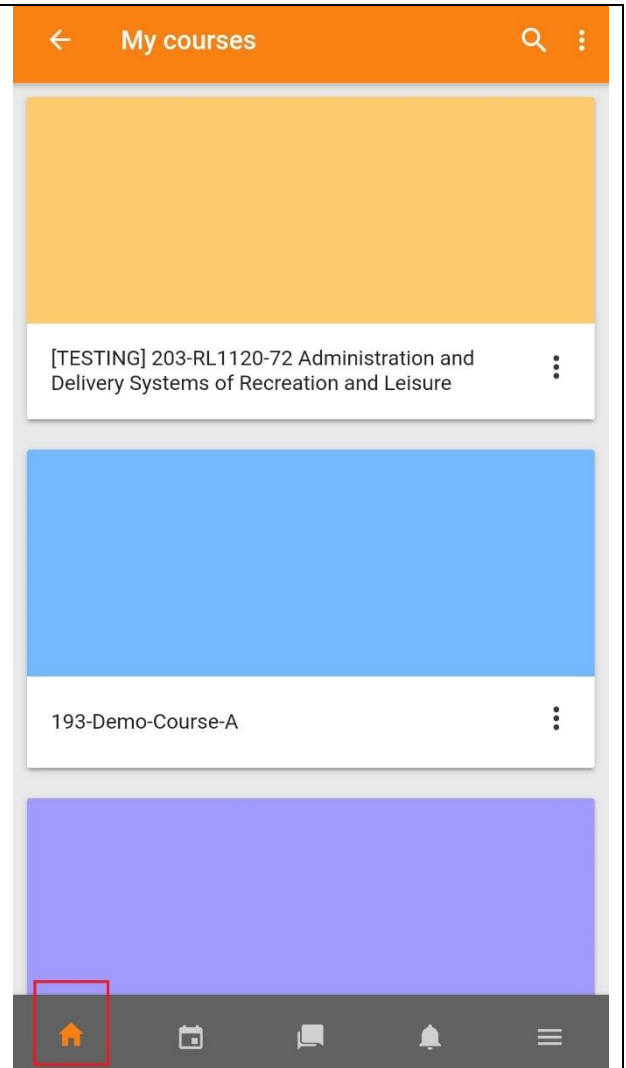 My courses
[TESTING] 203-RL1120-72 Administration and
Delivery Systems of Recreation and Leisure
193-Demo-Course-A